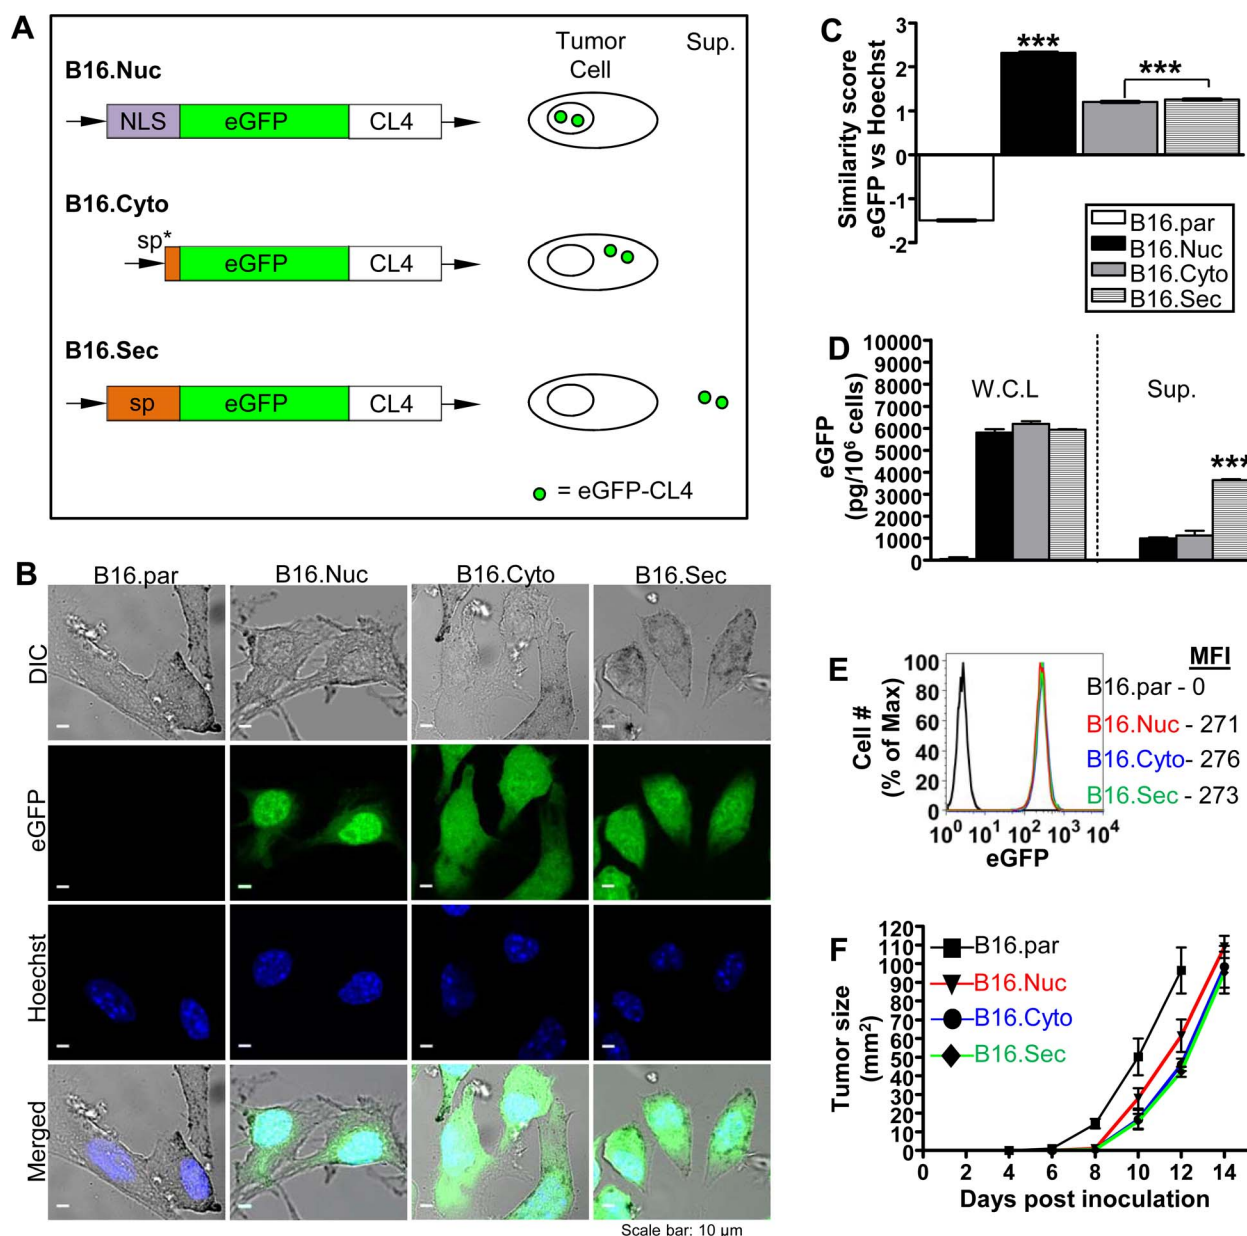 A
Tumor Cell
Sup.
B16.Nuc
NLS eGFP CL4
B16.Cyto
sp*
eGFP CL4
B16.Sec
sp eGFP CL4
= eGFP-CL4
B
B16.par B16.Nuc B16.Cyto B16.Sec
DIC
eGFP
Hoechst
Merged
Scale bar: 10 µm
C
Similarity score
eGFP vs Hoechst
3
2
1
0
-1
-2
***
***
B16.par
B16.Nuc
B16.Cyto
B16.Sec
D
eGFP
(pg/10⁶ cells)
10000
9000
8000
7000
6000
5000
4000
3000
2000
1000
0
W.C.L
Sup.
***
E
Cell #
(% of Max)
100
80
60
40
20
0
10⁰ 10¹ 10² 10³ 10⁴
eGFP
MFI
B16.par - 0
B16.Nuc - 271
B16.Cyto- 276
B16.Sec - 273
F
Tumor size
(mm²)
120
110
100
90
80
70
60
50
40
30
20
10
0
B16.par
B16.Nuc
B16.Cyto
B16.Sec
0 2 4 6 8 10 12 14
Days post inoculation